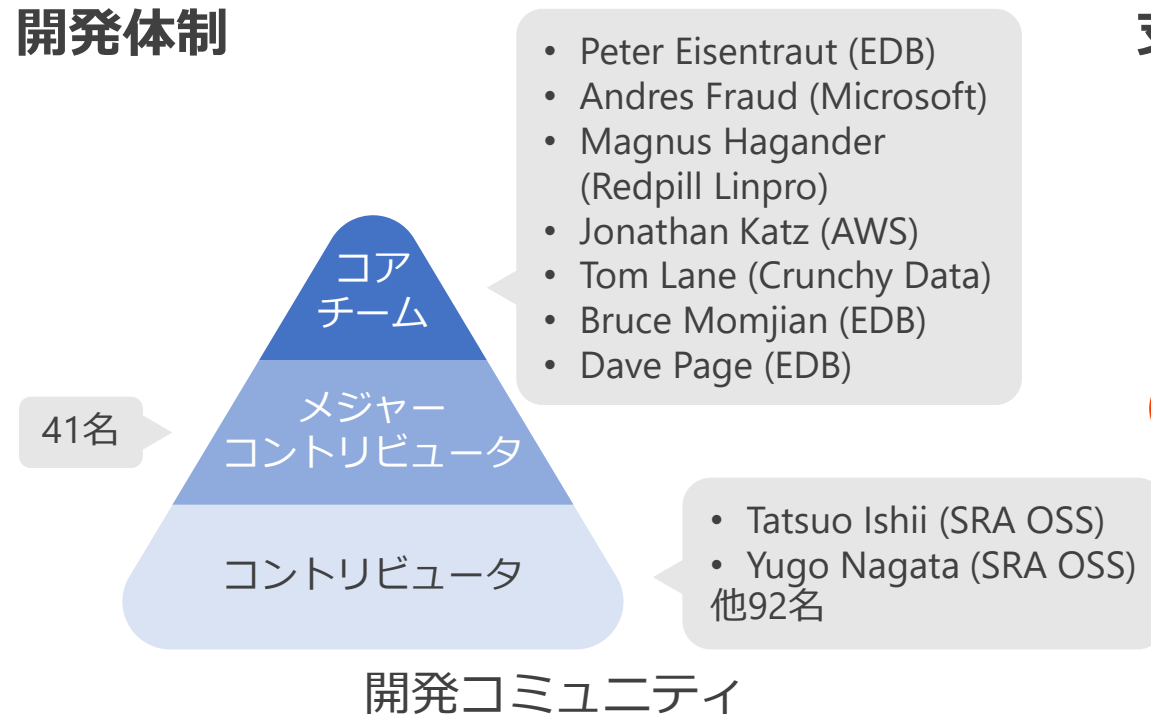 開発体制
• Peter Eisentraut (EDB)
• Andres Fraud (Microsoft)
• Magnus Hagander
(Redpill Linpro)
• Jonathan Katz (AWS)
• Tom Lane (Crunchy Data)
• Bruce Momjian (EDB)
• Dave Page (EDB)
コア
チーム
41名
メジャー
コントリビュータ
コントリビュータ
• Tatsuo Ishii (SRA OSS)
• Yugo Nagata (SRA OSS)
他92名
開発コミュニティ